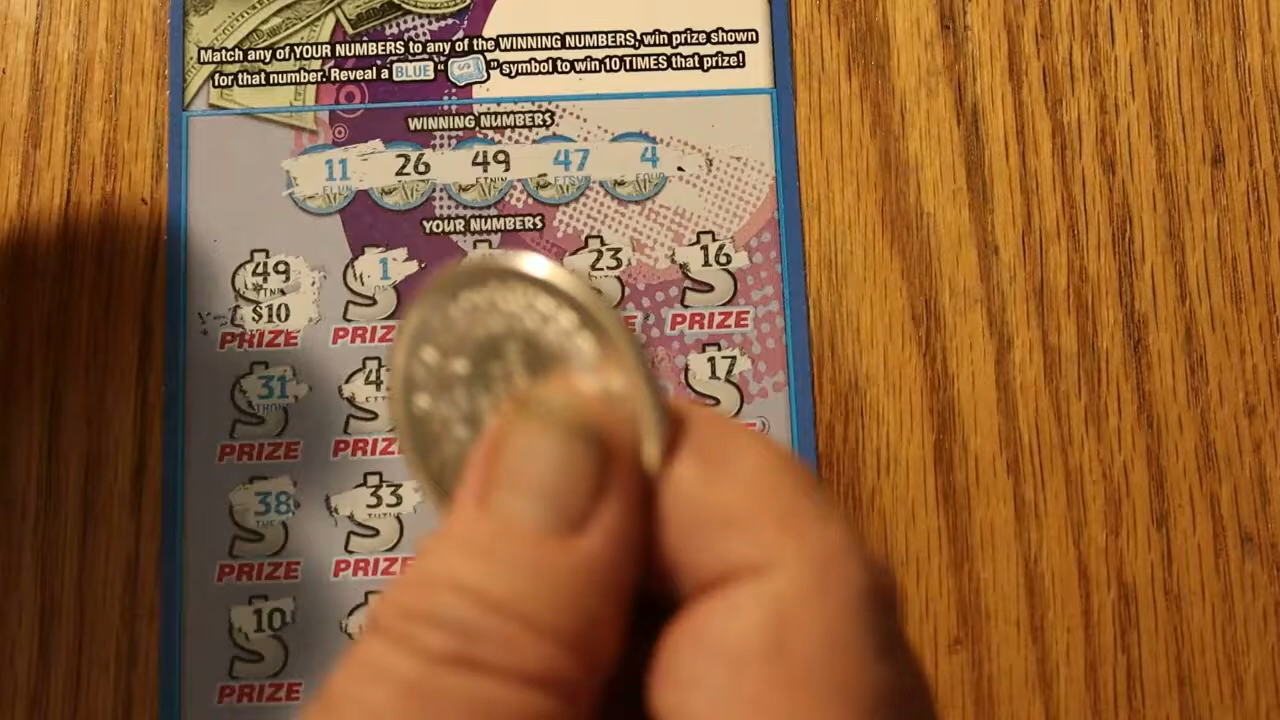 Match any of YOUR NUMBERS to any of the WINNING NUMBERS, win prize shown
for that number. Reveal a BLUE " $ " symbol to win 10 TIMES that prize!
WINNING NUMBERS
11 26 49 47 4
YOUR NUMBERS
49 1 23 16
$10
PRIZE PRIZE PRIZE
31 17
PRIZE
38 33
PRIZE PRIZE
10
PRIZE